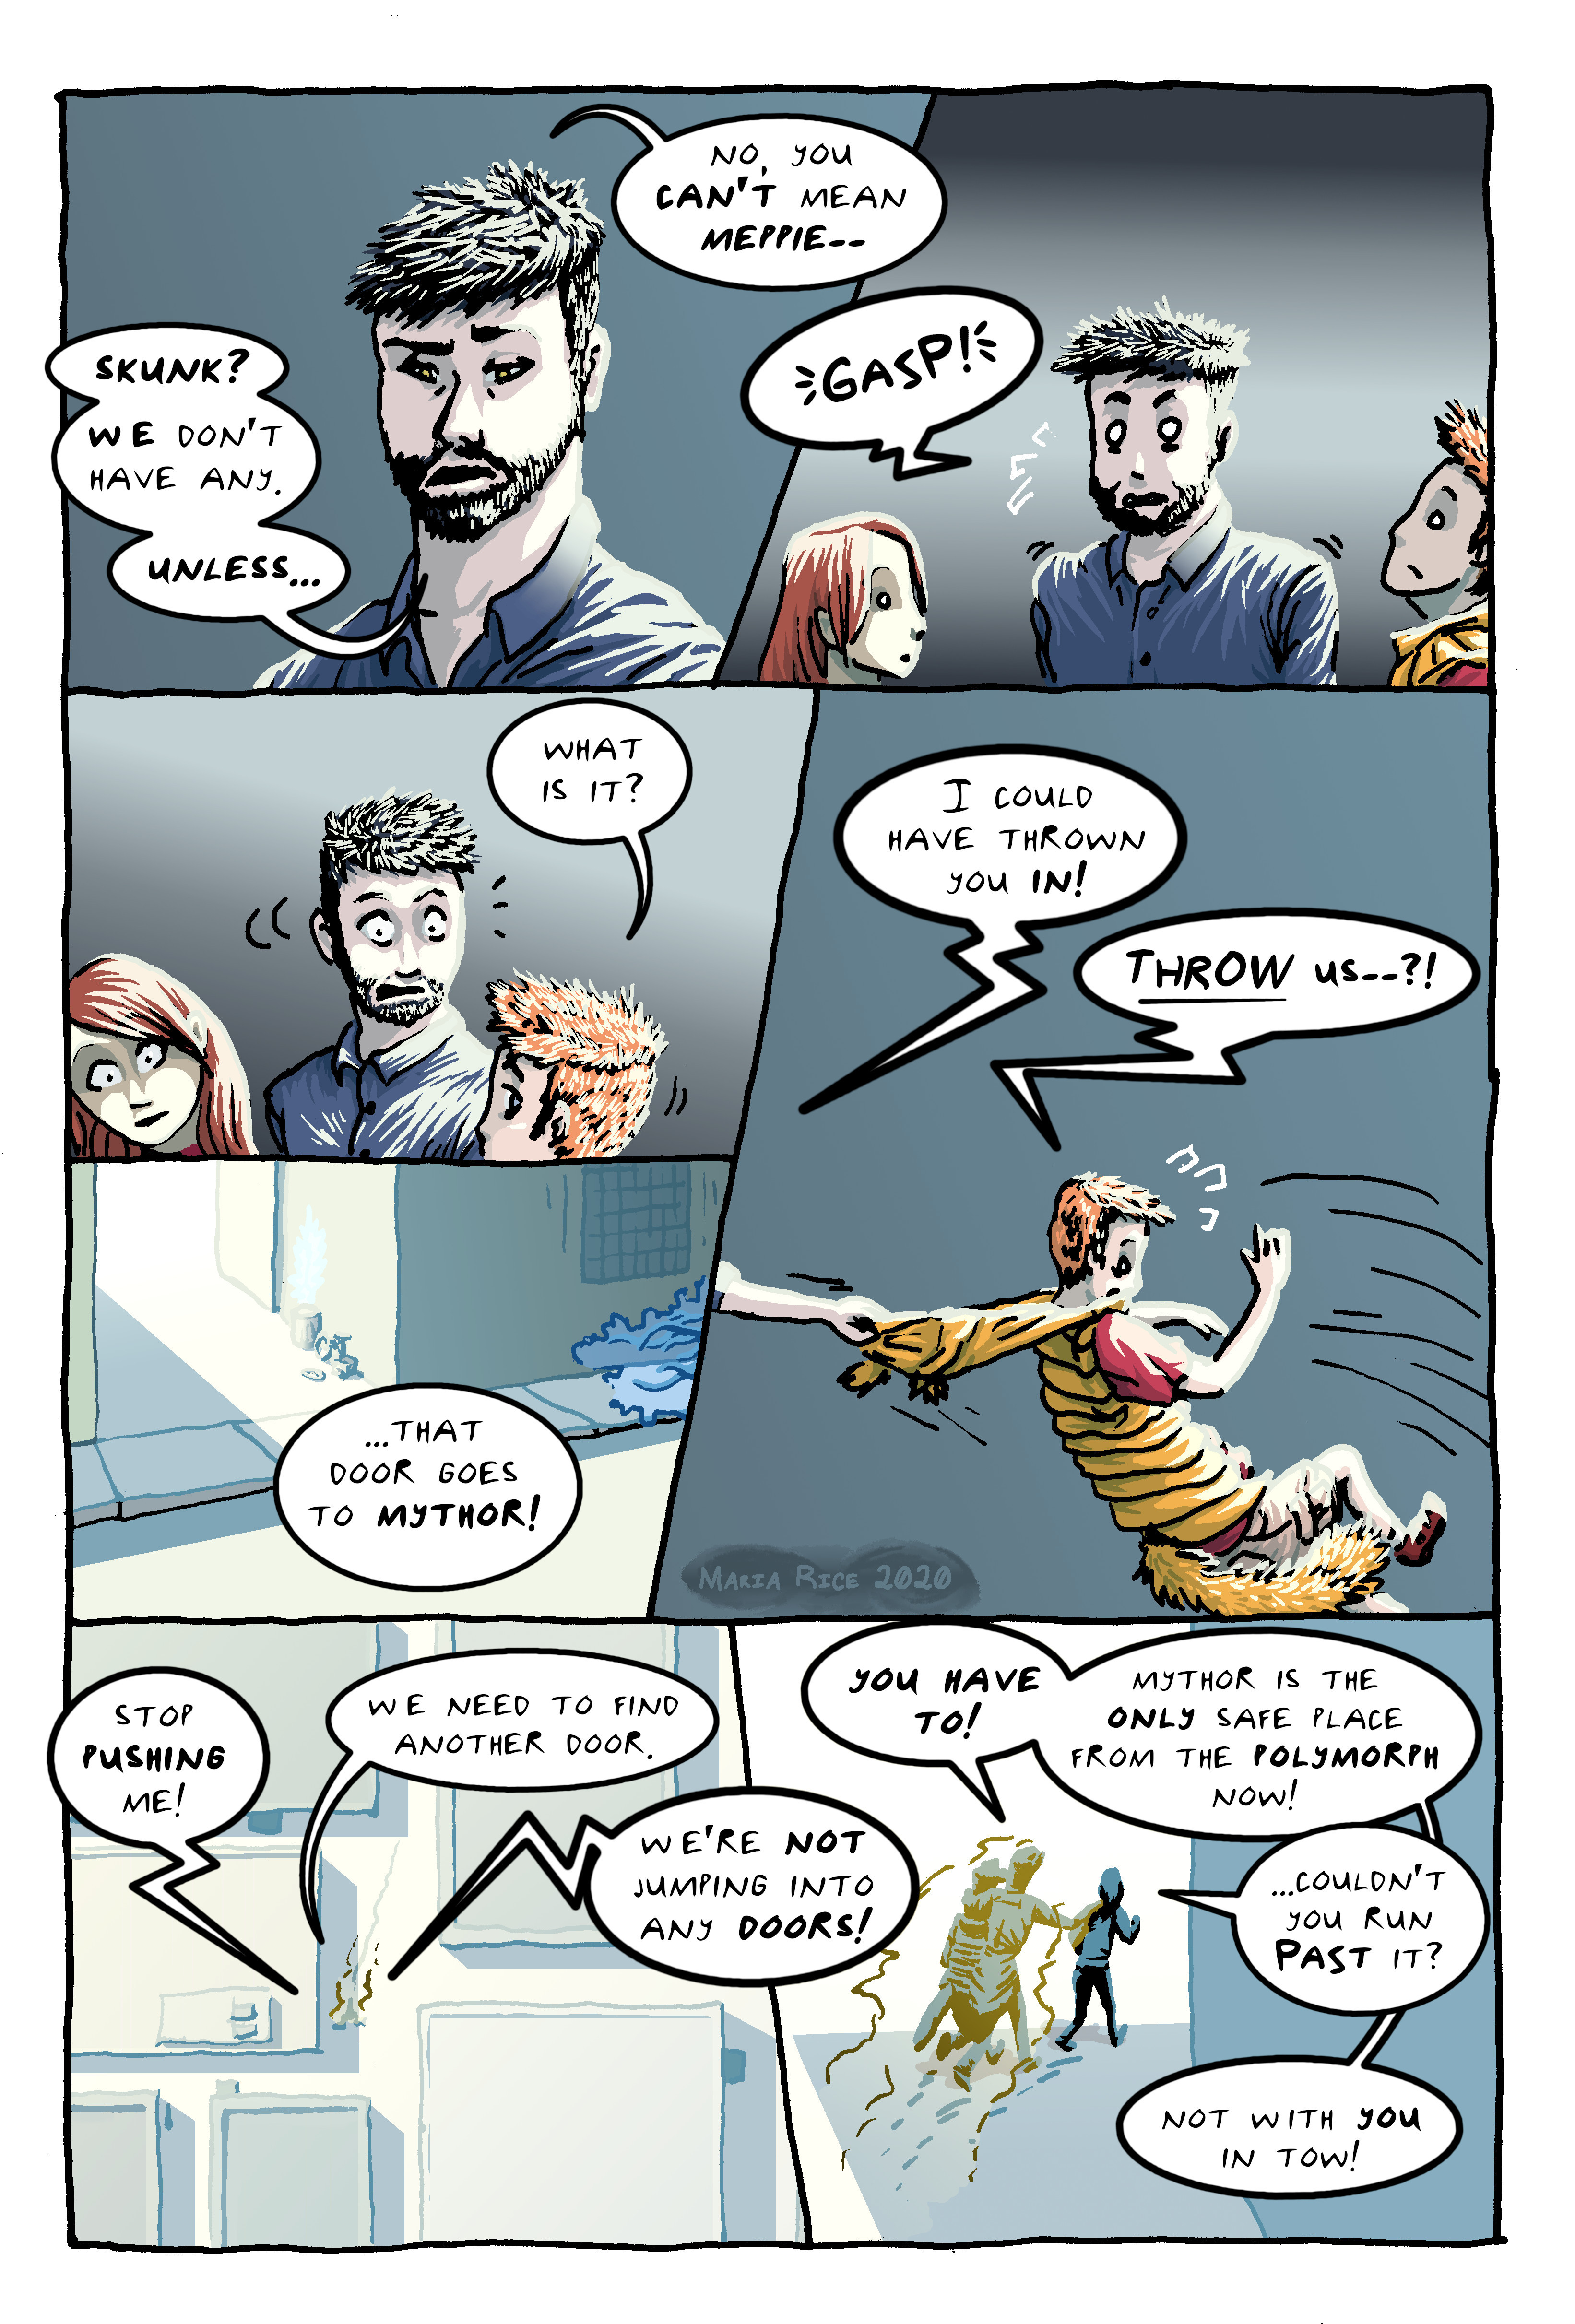 SKUNK?
WE DON'T
HAVE ANY.
UNLESS...
NO, YOU
CAN'T MEAN
MEPPIE--
GASP!
WHAT
IS IT?
I COULD
HAVE THROWN
YOU IN!
THROW US--?!
...THAT
DOOR GOES
TO MYTHOR!
MARIA RICE 2020
STOP
PUSHING
ME!
WE NEED TO FIND
ANOTHER DOOR.
WE'RE NOT
JUMPING INTO
ANY DOORS!
YOU HAVE
TO!
MYTHOR IS THE
ONLY SAFE PLACE
FROM THE POLYMORPH
NOW!
...COULDN'T
YOU RUN
PAST IT?
NOT WITH YOU
IN TOW!